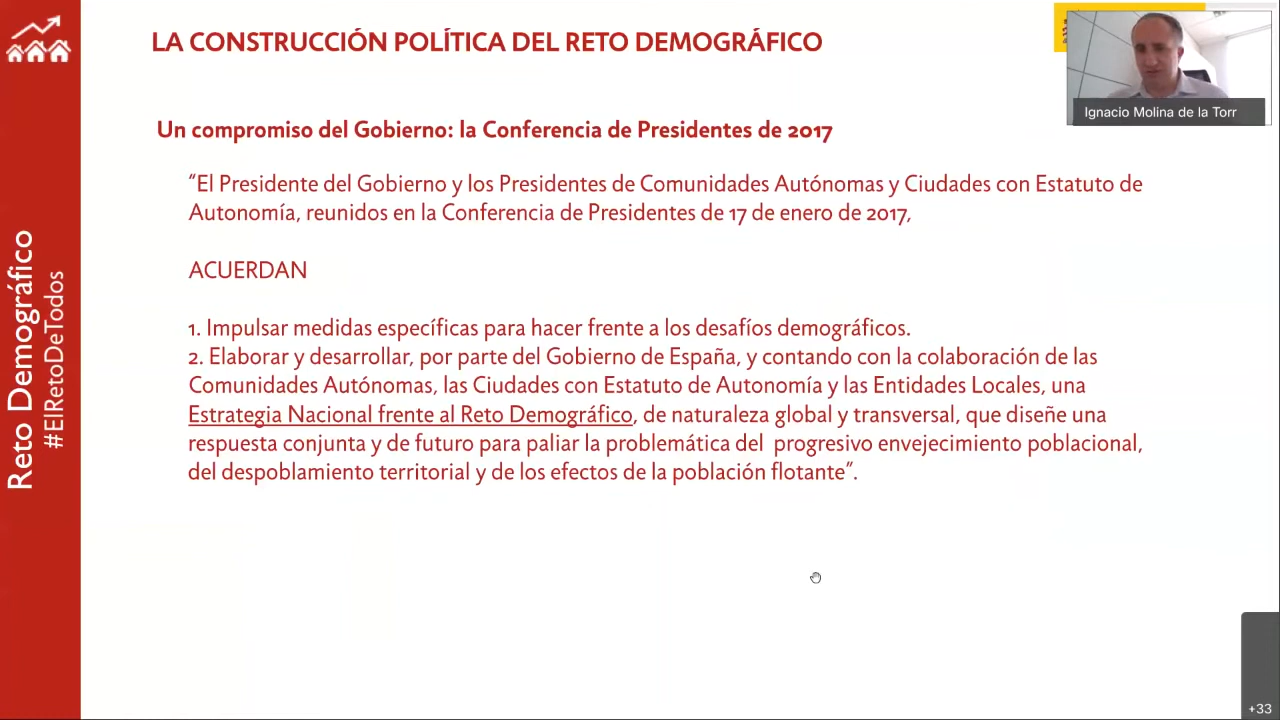 LA CONSTRUCCIÓN POLÍTICA DEL RETO DEMOGRÁFICO
Ignacio Molina de la Torr
Un compromiso del Gobierno: la Conferencia de Presidentes de 2017
“El Presidente del Gobierno y los Presidentes de Comunidades Autónomas y Ciudades con Estatuto de
Autonomía, reunidos en la Conferencia de Presidentes de 17 de enero de 2017,
ACUERDAN
1. Impulsar medidas específicas para hacer frente a los desafíos demográficos.
2. Elaborar y desarrollar, por parte del Gobierno de España, y contando con la colaboración de las
Comunidades Autónomas, las Ciudades con Estatuto de Autonomía y las Entidades Locales, una
Estrategia Nacional frente al Reto Demográfico, de naturaleza global y transversal, que diseñe una
respuesta conjunta y de futuro para paliar la problemática del progresivo envejecimiento poblacional,
del despoblamiento territorial y de los efectos de la población flotante”.
Reto Demográfico
#ElRetoDeTodos
+33